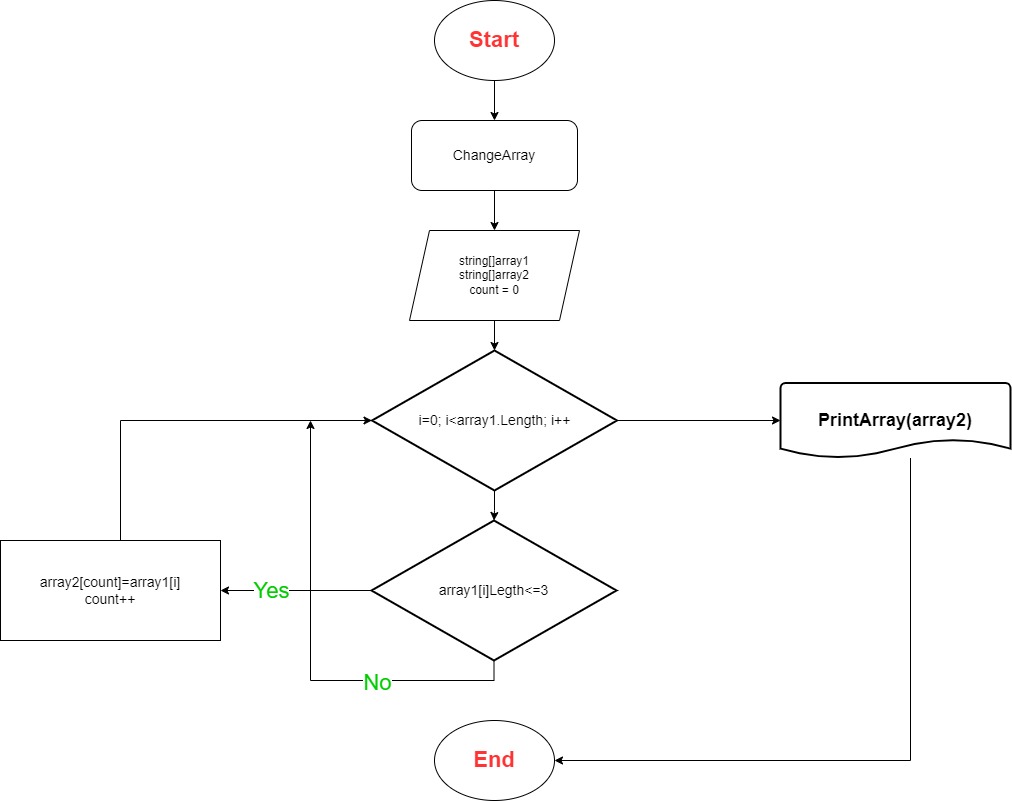 Start
ChangeArray
string[]array1
string[]array2
count = 0
i=0; i<array1.Length; i++
PrintArray(array2)
array1[i]Legth<=3
Yes
array2[count]=array1[i]
count++
No
End